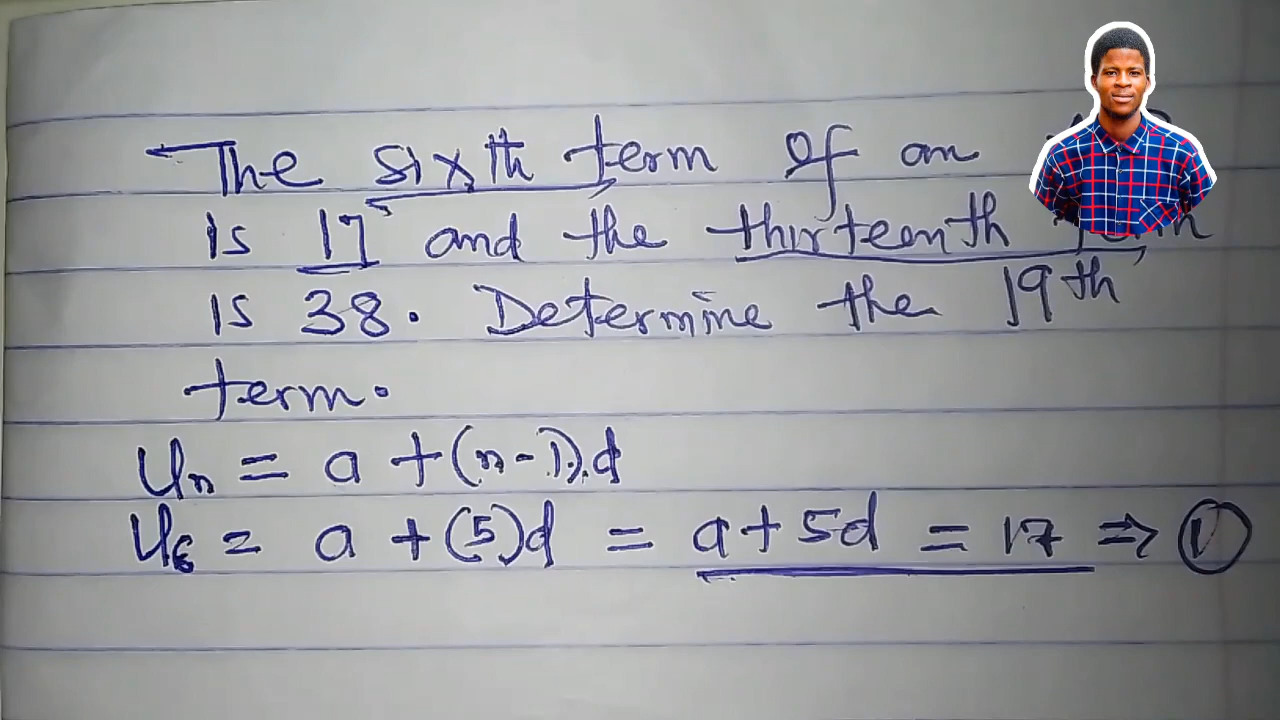 The sixth term of an
is 17 and the thirteenth term
is 38. Determine the 19th
term.
Un = a + (n-1).d
U6 = a + (5)d = a + 5d = 17 ⇒ ①